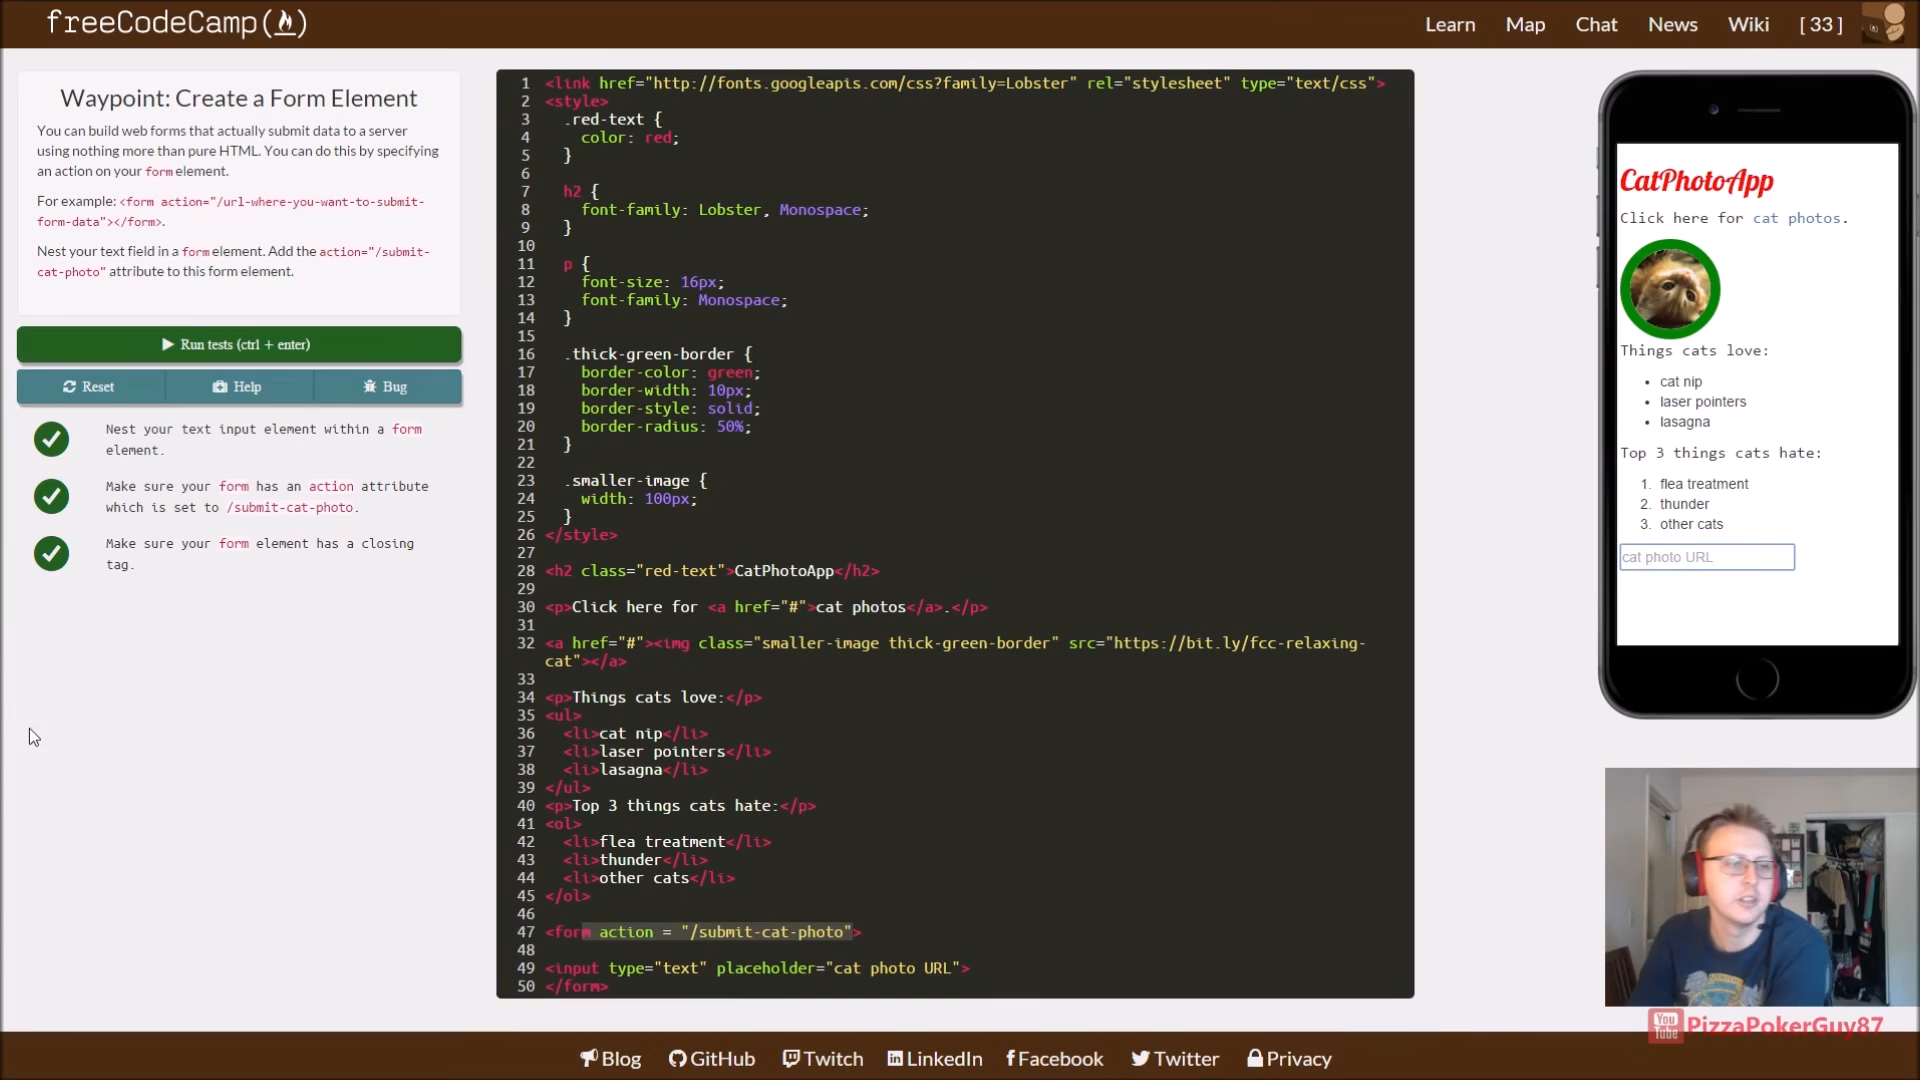 freeCodeCamp
Learn Map Chat News Wiki [ 33 ]
Waypoint: Create a Form Element
You can build web forms that actually submit data to a server
using nothing more than pure HTML. You can do this by specifying
an action on your form element.
For example: <form action="/url-where-you-want-to-submit-
form-data"></form>.
Nest your text field in a form element. Add the action="/submit-
cat-photo" attribute to this form element.
Run tests (ctrl + enter)
Reset Help Bug
Nest your text input element within a form
element.
Make sure your form has an action attribute
which is set to /submit-cat-photo.
Make sure your form element has a closing
tag.
1 <link href="http://fonts.googleapis.com/css?family=Lobster" rel="stylesheet" type="text/css">
2 <style>
3 .red-text {
4 color: red;
5 }
6
7 h2 {
8 font-family: Lobster, Monospace;
9 }
10
11 p {
12 font-size: 16px;
13 font-family: Monospace;
14 }
15
16 .thick-green-border {
17 border-color: green;
18 border-width: 10px;
19 border-style: solid;
20 border-radius: 50%;
21 }
22
23 .smaller-image {
24 width: 100px;
25 }
26 </style>
27
28 <h2 class="red-text">CatPhotoApp</h2>
29
30 <p>Click here for <a href="#">cat photos</a>.</p>
31
32 <a href="#"><img class="smaller-image thick-green-border" src="https://bit.ly/fcc-relaxing-
cat"></a>
33
34 <p>Things cats love:</p>
35 <ul>
36 <li>cat nip</li>
37 <li>laser pointers</li>
38 <li>lasagna</li>
39 </ul>
40 <p>Top 3 things cats hate:</p>
41 <ol>
42 <li>flea treatment</li>
43 <li>thunder</li>
44 <li>other cats</li>
45 </ol>
46
47 <form action = "/submit-cat-photo">
48
49 <input type="text" placeholder="cat photo URL">
50 </form>
CatPhotoApp
Click here for cat photos.
Things cats love:
• cat nip
• laser pointers
• lasagna
Top 3 things cats hate:
1. flea treatment
2. thunder
3. other cats
cat photo URL
You Tube PizzaPokerGuy87
Blog GitHub Twitch LinkedIn Facebook Twitter Privacy